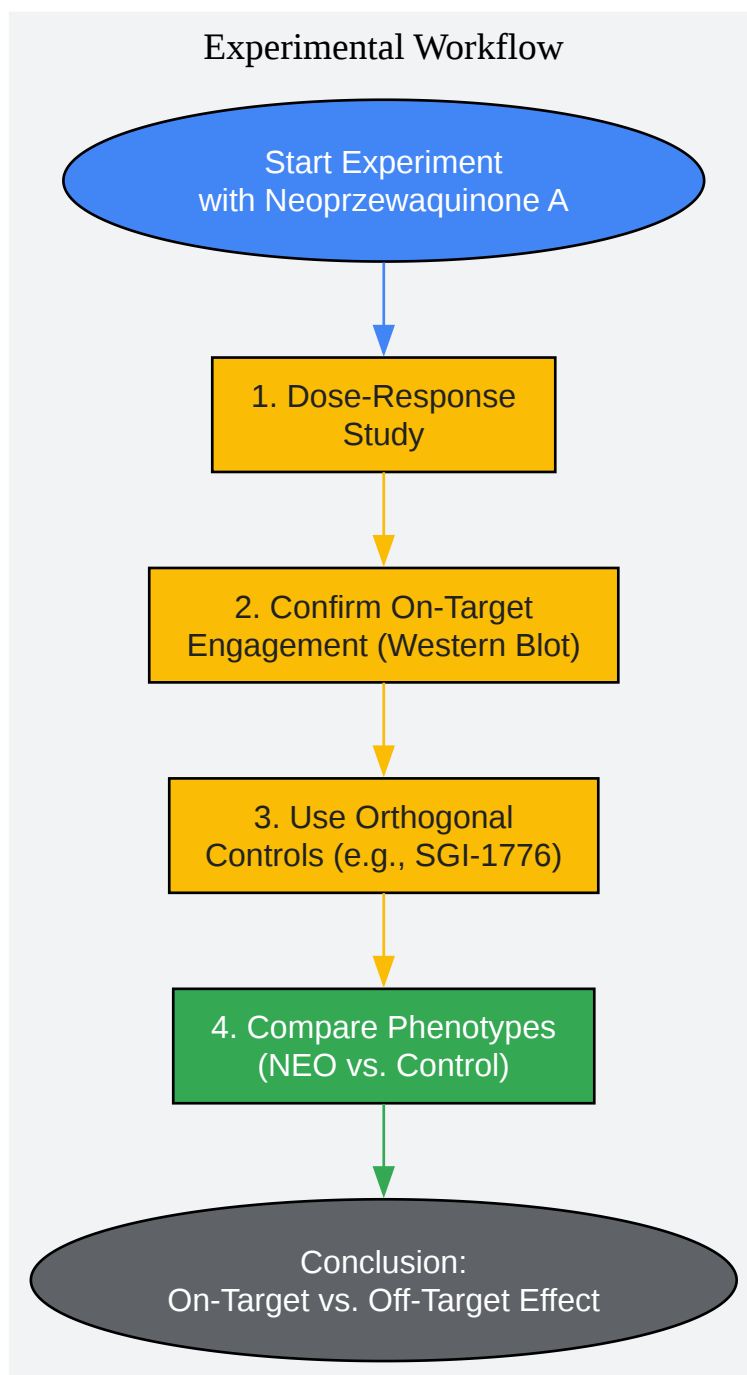 Experimental Workflow
Start Experiment
with Neoprzewaquinone A
1. Dose-Response
Study
2. Confirm On-Target
Engagement (Western Blot)
3. Use Orthogonal
Controls (e.g., SGI-1776)
4. Compare Phenotypes
(NEO vs. Control)
Conclusion:
On-Target vs. Off-Target Effect